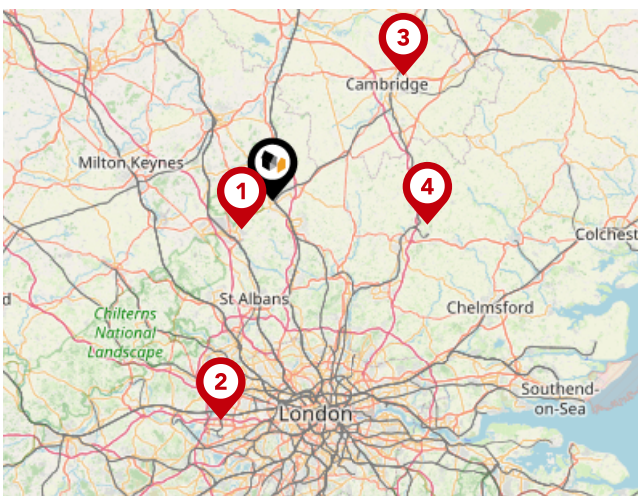 3
Cambridge
Milton Keynes
1
4
Colchest
d
St Albans
Chilterns
National
Landscape
Chelmsford
2
Southend-
on-Sea
London